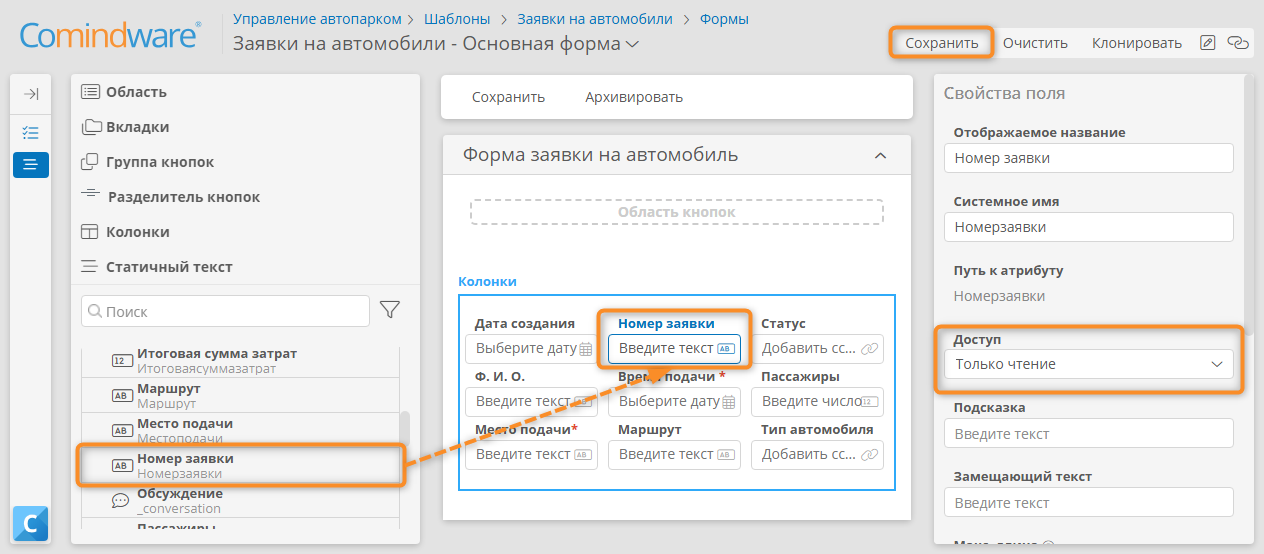 Comindware®
Управление автопарком > Шаблоны > Заявки на автомобили > Формы
Заявки на автомобили - Основная форма
Сохранить Очистить Клонировать
Область
Вкладки
Группа кнопок
Разделитель кнопок
Колонки
Статичный текст
Поиск
12 Итоговая сумма затрат
Итоговаясуммазатрат
AB Маршрут
Маршрут
AB Место подачи
Местоподачи
AB Номер заявки
Номерзаявки
Обсуждение
_conversation
Пассажиры
C
Сохранить Архивировать
Форма заявки на автомобиль
Область кнопок
Колонки
Дата создания Номер заявки Статус
Выберите дату Введите текст AB Добавить сс...
Ф. И. О. Время подачи * Пассажиры
Введите текст AB Выберите дату Введите число 12
Место подачи* Маршрут Тип автомобиля
Введите текст AB Введите текст AB Добавить сс...
Свойства поля
Отображаемое название
Номер заявки
Системное имя
Номерзаявки
Путь к атрибуту
Номерзаявки
Доступ
Только чтение
Подсказка
Введите текст
Замещающий текст
Введите текст